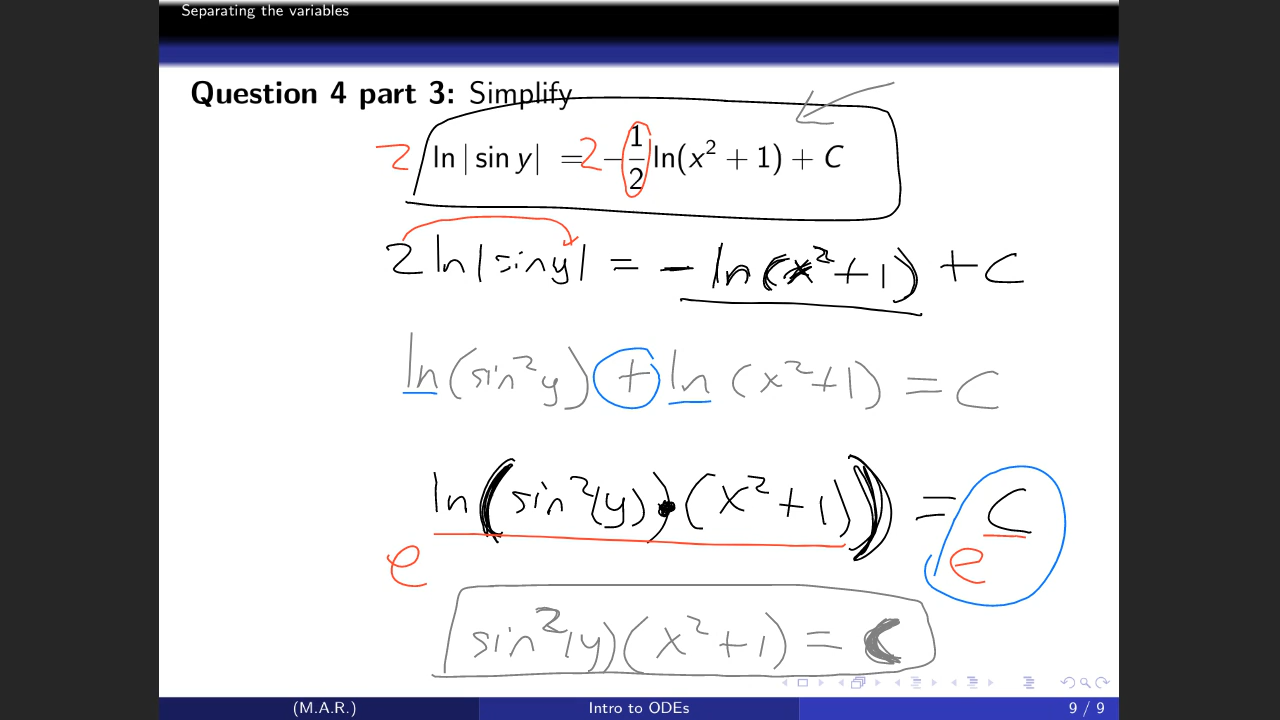 Separating the variables
Question 4 part 3: Simplify
2 ln | sin y| = 2 − 1/2 ln(x² + 1) + C
2 ln|siny| = - ln(x²+1) + C
ln(sin²y) + ln(x²+1) = C
ln(sin²(y)·(x²+1)) = C
e e
sin²(y)(x²+1) = C
(M.A.R.) Intro to ODEs 9 / 9